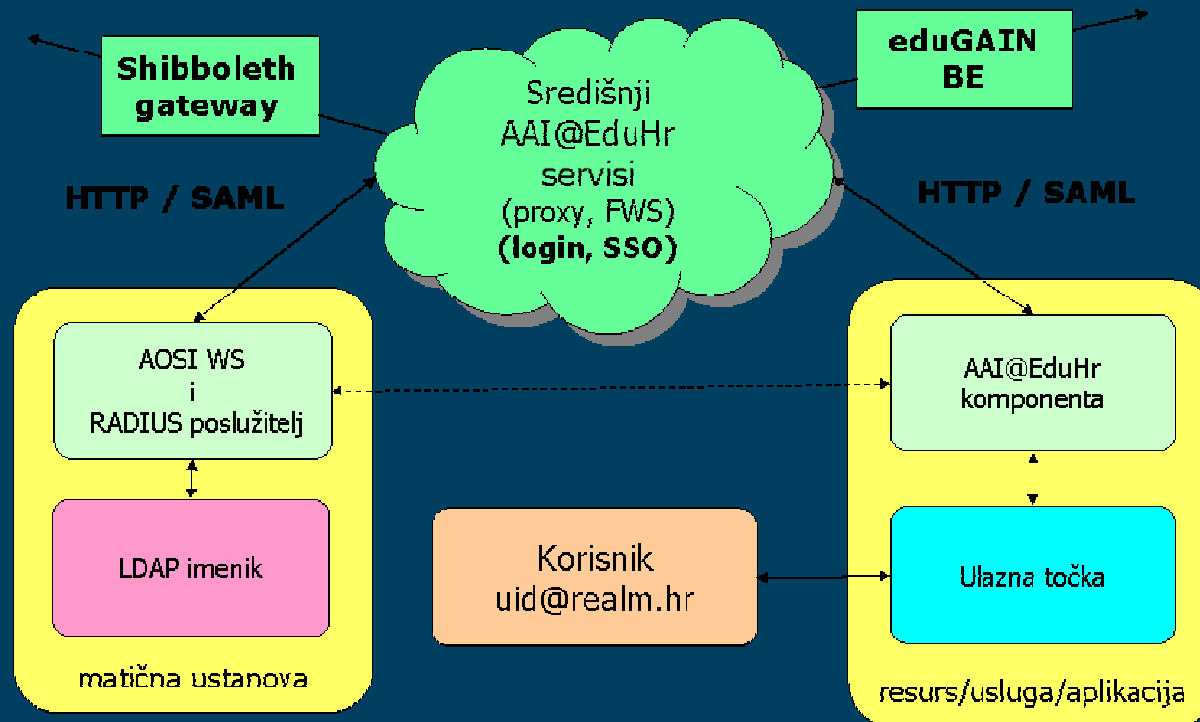 Shibboleth
gateway
Središnji
AAI@EduHr
servisi
(proxy, FWS)
(login, SSO)
eduGAIN
BE
HTTP / SAML
HTTP / SAML
AOSI WS
i
RADIUS poslužitelj
LDAP imenik
matična ustanova
Korisnik
uid@realm.hr
AAI@EduHr
komponenta
Ulazna točka
resurs/usluga/aplikacija